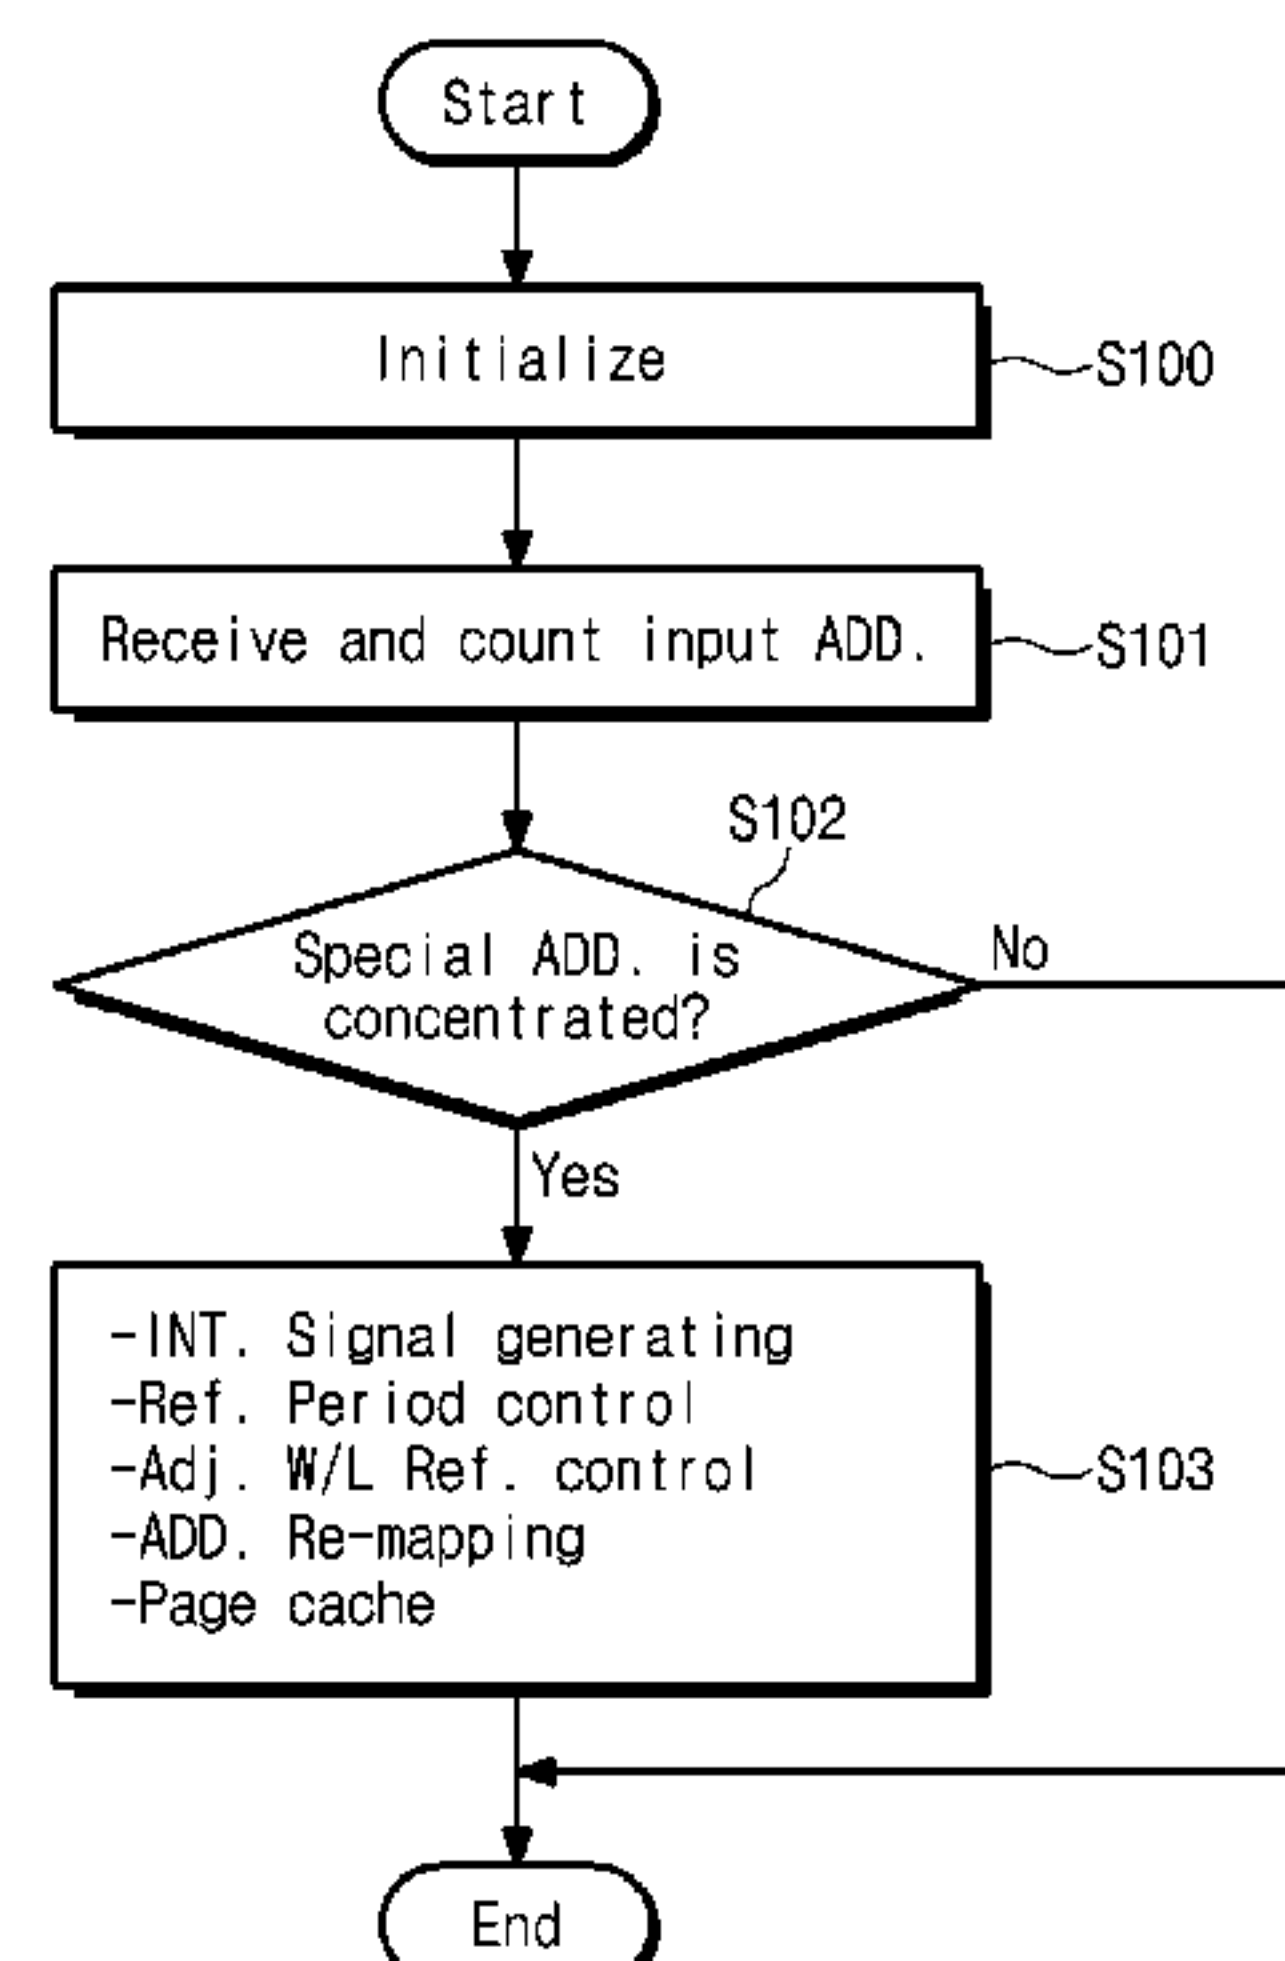 Start
Initialize
S100
Receive and count input ADD.
S101
S102
Special ADD. is
concentrated?
No
Yes
-INT. Signal generating
-Ref. Period control
-Adj. W/L Ref. control
-ADD. Re-mapping
-Page cache
S103
End